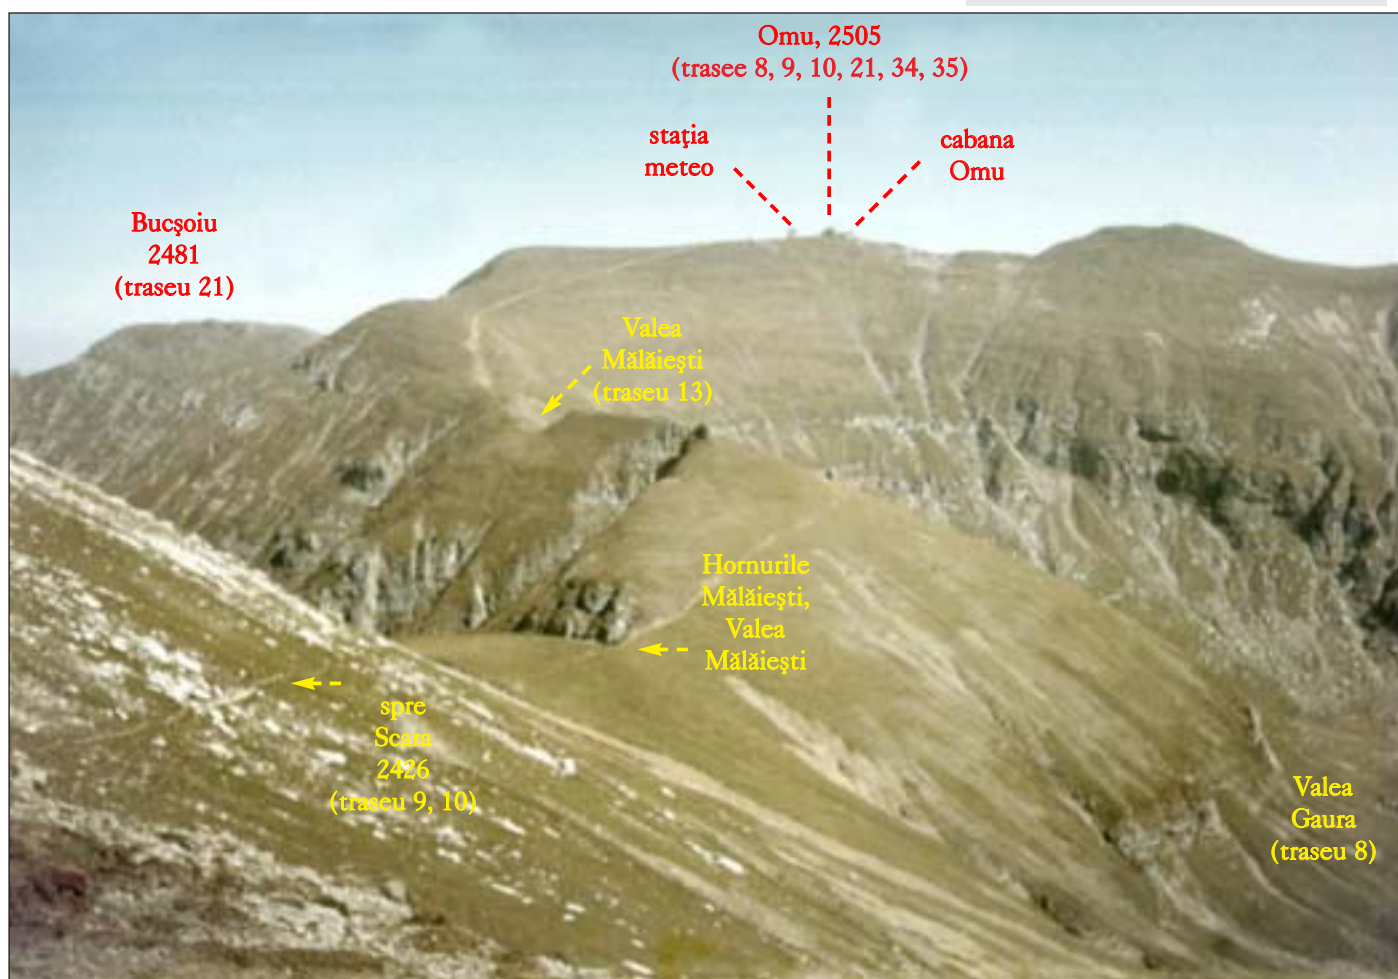 Omu, 2505
(trasee 8, 9, 10, 21, 34, 35)
staţia
meteo
cabana
Omu
Bucşoiu
2481
(traseu 21)
Valea
Mălăieşti
(traseu 13)
Hornurile
Mălăieşti,
Valea
Mălăieşti
spre
Scara
2426
(traseu 9, 10)
Valea
Gaura
(traseu 8)